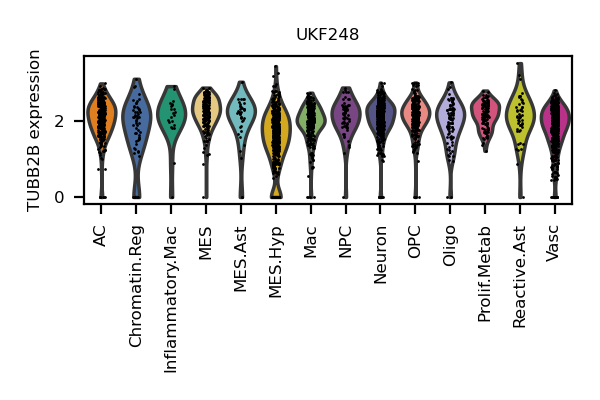 UKF248
TUBB2B expression
2
0
AC
Chromatin.Reg
Inflammatory.Mac
MES
MES.Ast
MES.Hyp
Mac
NPC
Neuron
OPC
Oligo
Prolif.Metab
Reactive.Ast
Vasc